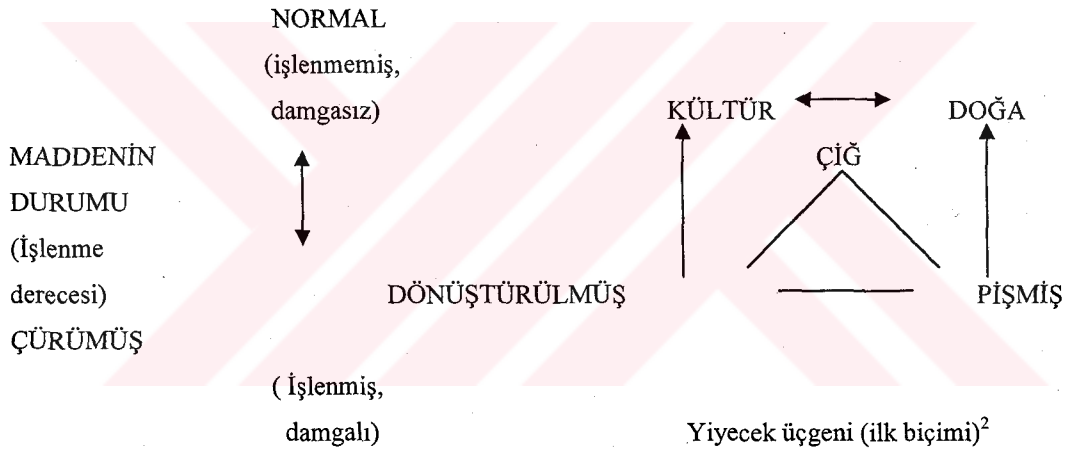 NORMAL
(işlenmemiş,
damgasız)
KÜLTÜR DOĞA
MADDENİN ÇİĞ
DURUMU
(İşlenme
derecesi) DÖNÜŞTÜRÜLMÜŞ PİŞMİŞ
ÇÜRÜMÜŞ
( İşlenmiş,
damgalı) Yiyecek üçgeni (ilk biçimi)2